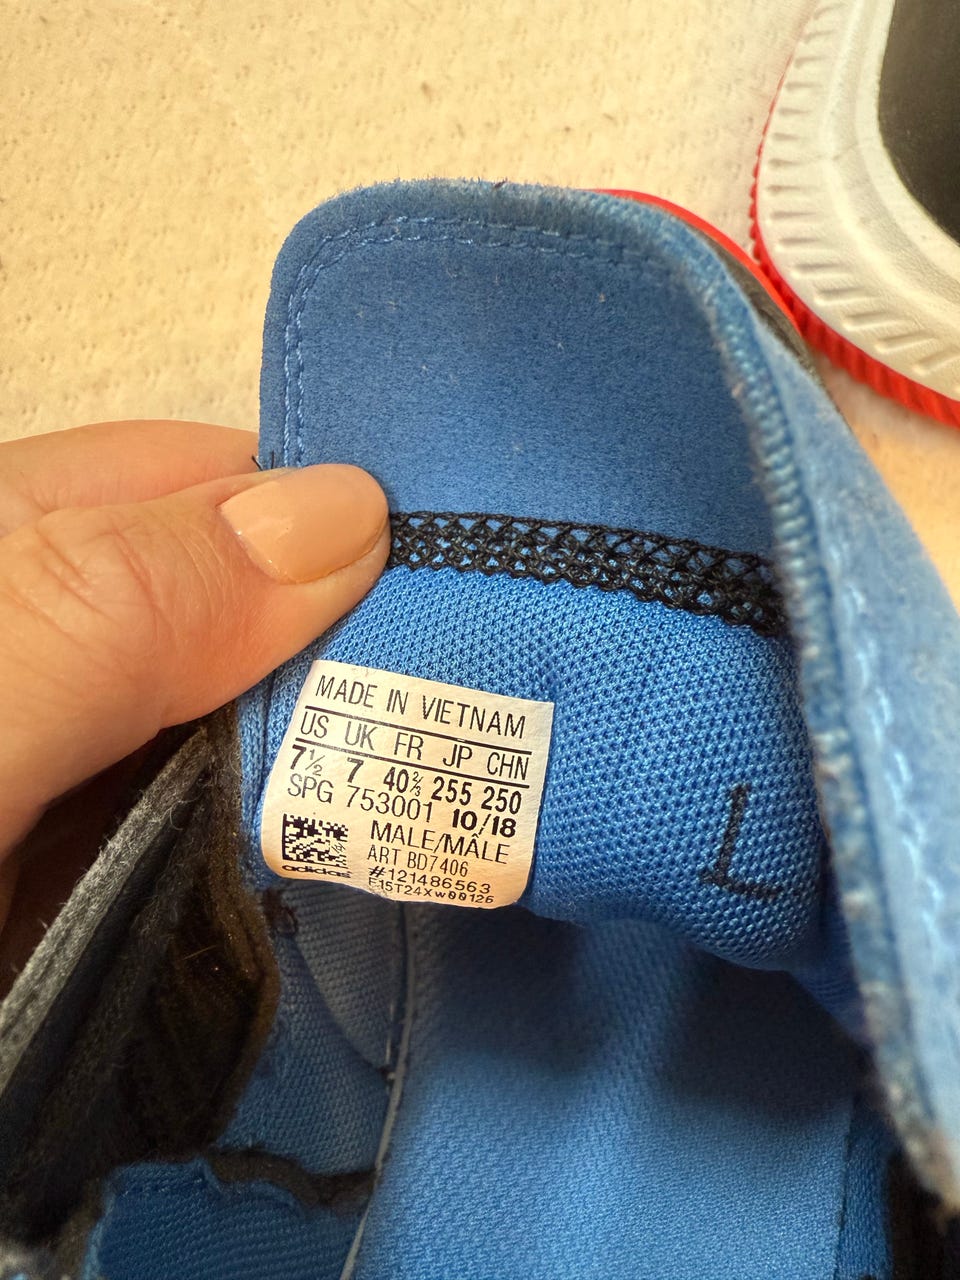 MADE IN VIETNAM
US UK FR JP CHN
7½ 7 40⅔ 255 250
SPG 753001 10/18
MALE/MÂLE
ART BD7406
#121486563
E15T24Xw00126
adidas
L